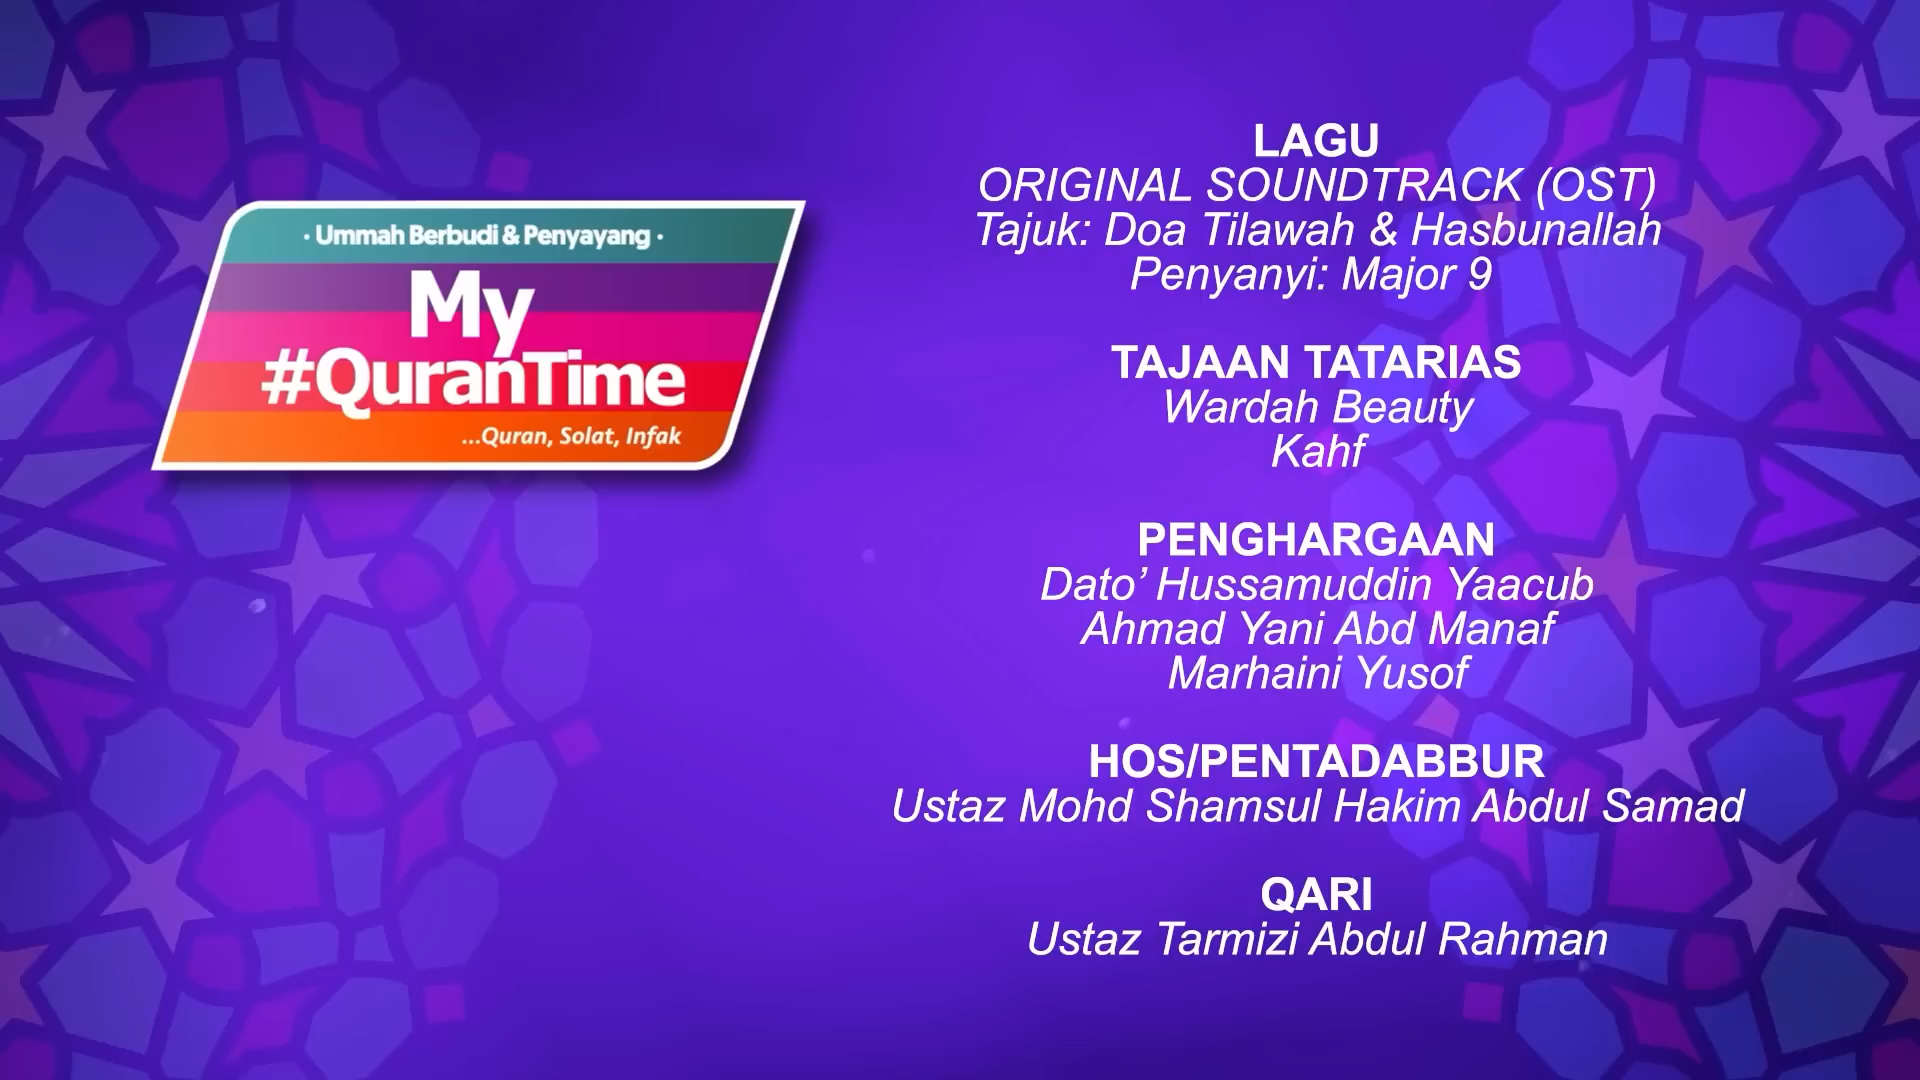 · Ummah Berbudi & Penyayang ·
My
#QuranTime
...Quran, Solat, Infak
LAGU
ORIGINAL SOUNDTRACK (OST)
Tajuk: Doa Tilawah & Hasbunallah
Penyanyi: Major 9
TAJAAN TATARIAS
Wardah Beauty
Kahf
PENGHARGAAN
Dato’ Hussamuddin Yaacub
Ahmad Yani Abd Manaf
Marhaini Yusof
HOS/PENTADABBUR
Ustaz Mohd Shamsul Hakim Abdul Samad
QARI
Ustaz Tarmizi Abdul Rahman